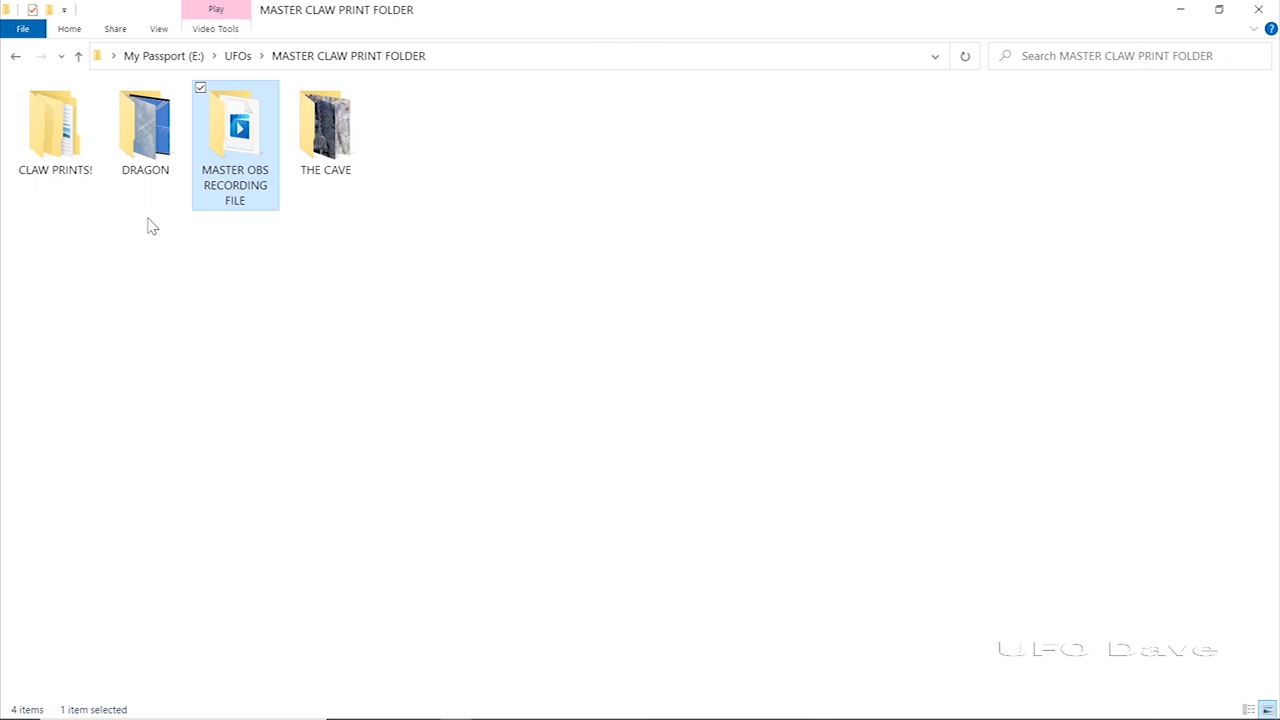 Play
MASTER CLAW PRINT FOLDER
File
Home
Share
View
Video Tools
My Passport (E:)
UFOs
MASTER CLAW PRINT FOLDER
Search MASTER CLAW PRINT FOLDER
CLAW PRINTS!
DRAGON
MASTER OBS
RECORDING
FILE
THE CAVE
UFO Dave
4 items
1 item selected